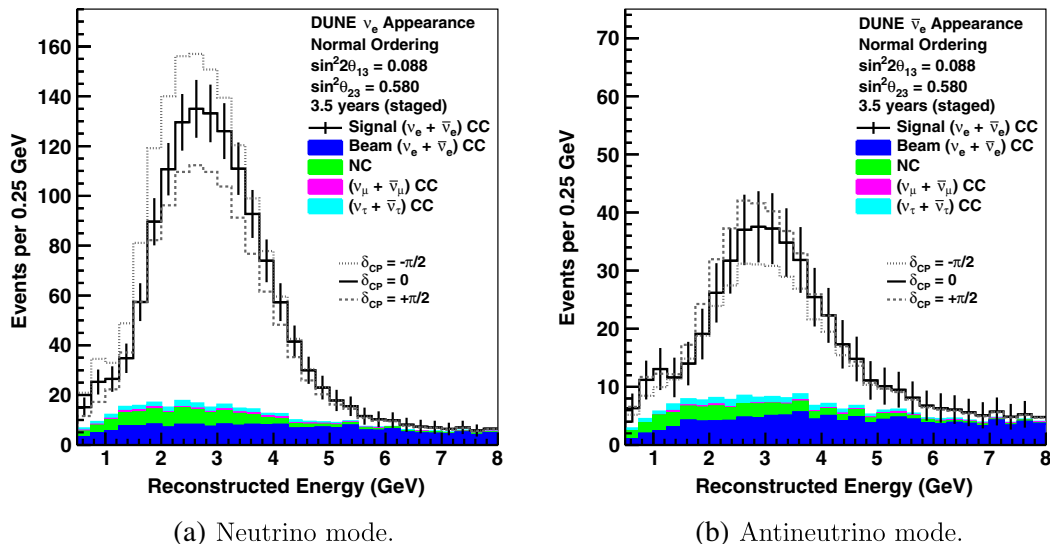 DUNE νe Appearance
Normal Ordering
sin²2θ13 = 0.088
sin²θ23 = 0.580
3.5 years (staged)
Signal (νe + ν̅e) CC
Beam (νe + ν̅e) CC
NC
(νμ + ν̅μ) CC
(ντ + ν̅τ) CC
δCP = -π/2
δCP = 0
δCP = +π/2
Events per 0.25 GeV
160
140
120
100
80
60
40
20
0
1 2 3 4 5 6 7 8
Reconstructed Energy (GeV)
(a) Neutrino mode.
DUNE ν̅e Appearance
Normal Ordering
sin²2θ13 = 0.088
sin²θ23 = 0.580
3.5 years (staged)
Signal (νe + ν̅e) CC
Beam (νe + ν̅e) CC
NC
(νμ + ν̅μ) CC
(ντ + ν̅τ) CC
δCP = -π/2
δCP = 0
δCP = +π/2
Events per 0.25 GeV
70
60
50
40
30
20
10
0
1 2 3 4 5 6 7 8
Reconstructed Energy (GeV)
(b) Antineutrino mode.